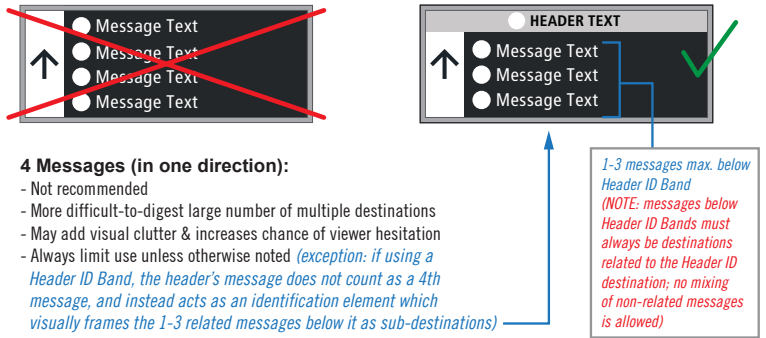 Message Text
Message Text
Message Text
Message Text
HEADER TEXT
Message Text
Message Text
Message Text
4 Messages (in one direction):
- Not recommended
- More difficult-to-digest large number of multiple destinations
- May add visual clutter & increases chance of viewer hesitation
- Always limit use unless otherwise noted (exception: if using a
Header ID Band, the header's message does not count as a 4th
message, and instead acts as an identification element which
visually frames the 1-3 related messages below it as sub-destinations)
1-3 messages max. below
Header ID Band
(NOTE: messages below
Header ID Bands must
always be destinations
related to the Header ID
destination; no mixing
of non-related messages
is allowed)